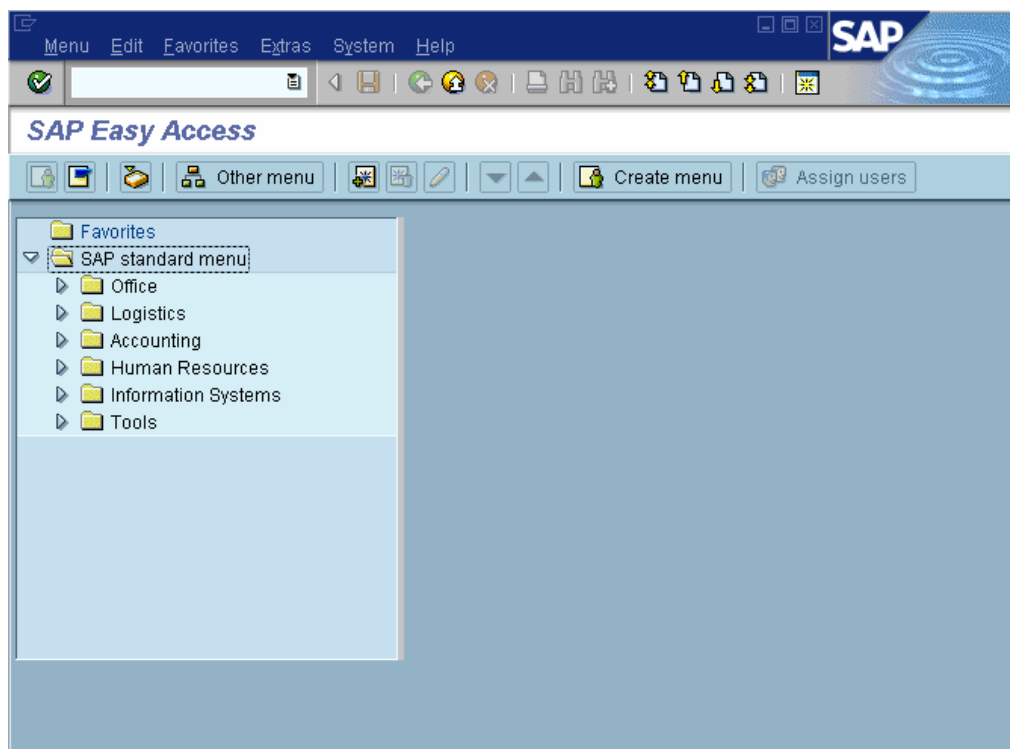 Menu Edit Favorites Extras System Help
SAP
SAP Easy Access
Other menu Create menu Assign users
Favorites
SAP standard menu
Office
Logistics
Accounting
Human Resources
Information Systems
Tools